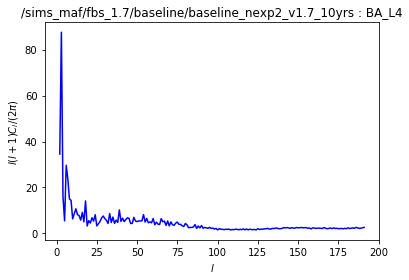 /sims_maf/fbs_1.7/baseline/baseline_nexp2_v1.7_10yrs : BA_L4
80
60
40
20
0
l(l + 1)C_l/(2π)
0 25 50 75 100 125 150 175 200
l